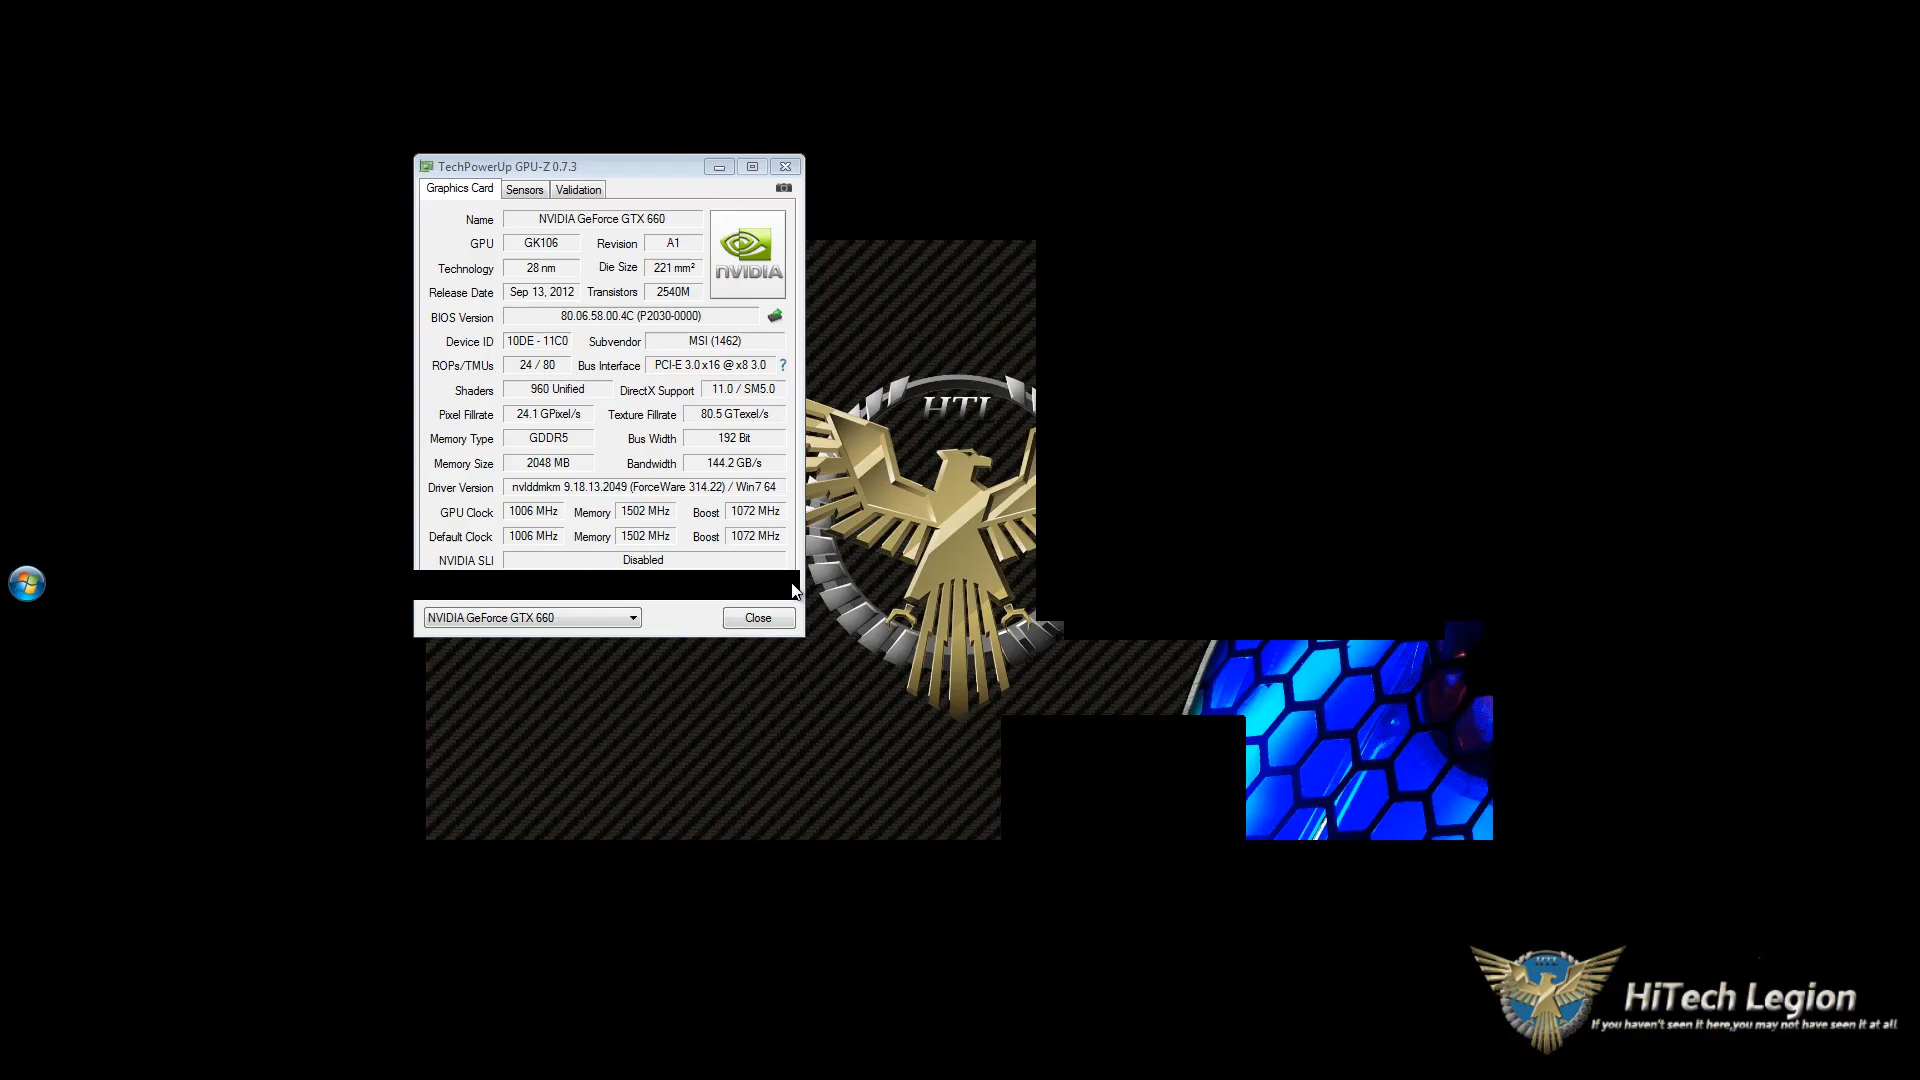 TechPowerUp GPU-Z 0.7.3
Graphics Card Sensors Validation
Name NVIDIA GeForce GTX 660
GPU GK106 Revision A1
NVIDIA
Technology 28 nm Die Size 221 mm²
Release Date Sep 13, 2012 Transistors 2540M
BIOS Version 80.06.58.00.4C (P2030-0000)
Device ID 10DE - 11C0 Subvendor MSI (1462)
ROPs/TMUs 24 / 80 Bus Interface PCI-E 3.0 x16 @ x8 3.0 ?
Shaders 960 Unified DirectX Support 11.0 / SM5.0
Pixel Fillrate 24.1 GPixel/s Texture Fillrate 80.5 GTexel/s
Memory Type GDDR5 Bus Width 192 Bit
Memory Size 2048 MB Bandwidth 144.2 GB/s
Driver Version nvlddmkm 9.18.13.2049 (ForceWare 314.22) / Win7 64
GPU Clock 1006 MHz Memory 1502 MHz Boost 1072 MHz
Default Clock 1006 MHz Memory 1502 MHz Boost 1072 MHz
NVIDIA SLI Disabled
NVIDIA GeForce GTX 660 Close
HTL
HTL
HiTech Legion
If you haven't seen it here,you may not have seen it at all